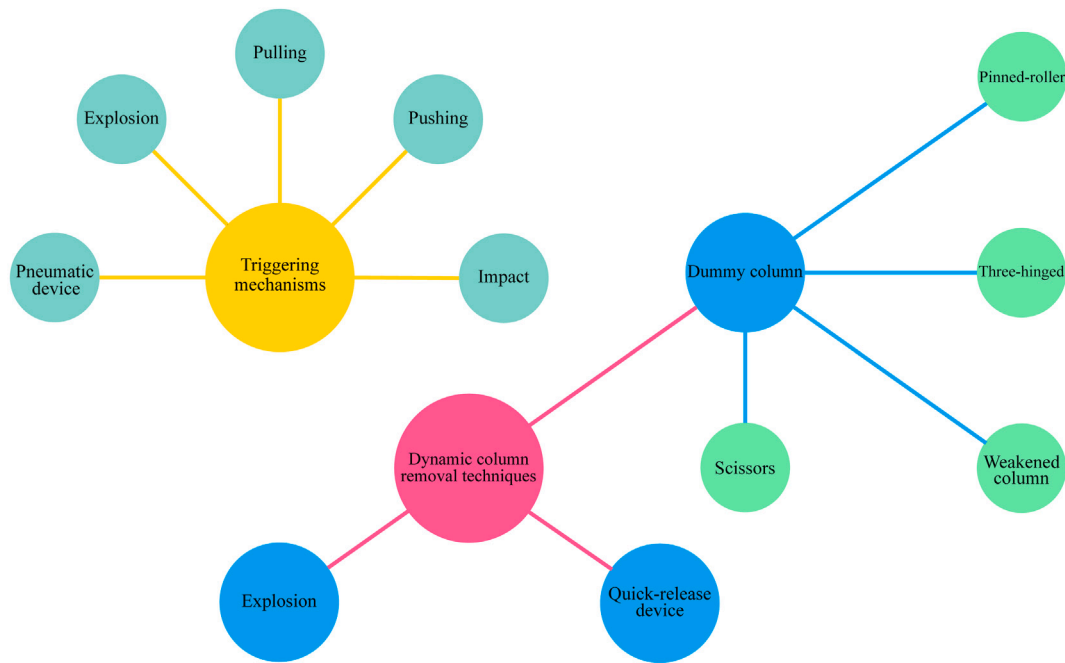 Pulling
Explosion
Pushing
Pneumatic
device
Triggering
mechanisms
Impact
Pinned-roller
Dummy column
Three-hinged
Scissors
Weakened
column
Dynamic column
removal techniques
Explosion
Quick-release
device